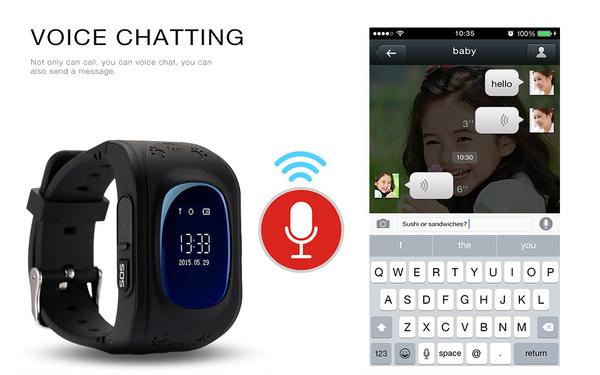 VOICE CHATTING
Not only can call, you can voice chat, you can
also send a message.
10:35
100%
baby
hello
3''
10:30
6''
Sushi or sandwiches?
I the you
Q W E R T Y U I O P
A S D F G H J K L
Z X C V B N M
123 space @ . return
SOS
13:39
2015.05.29